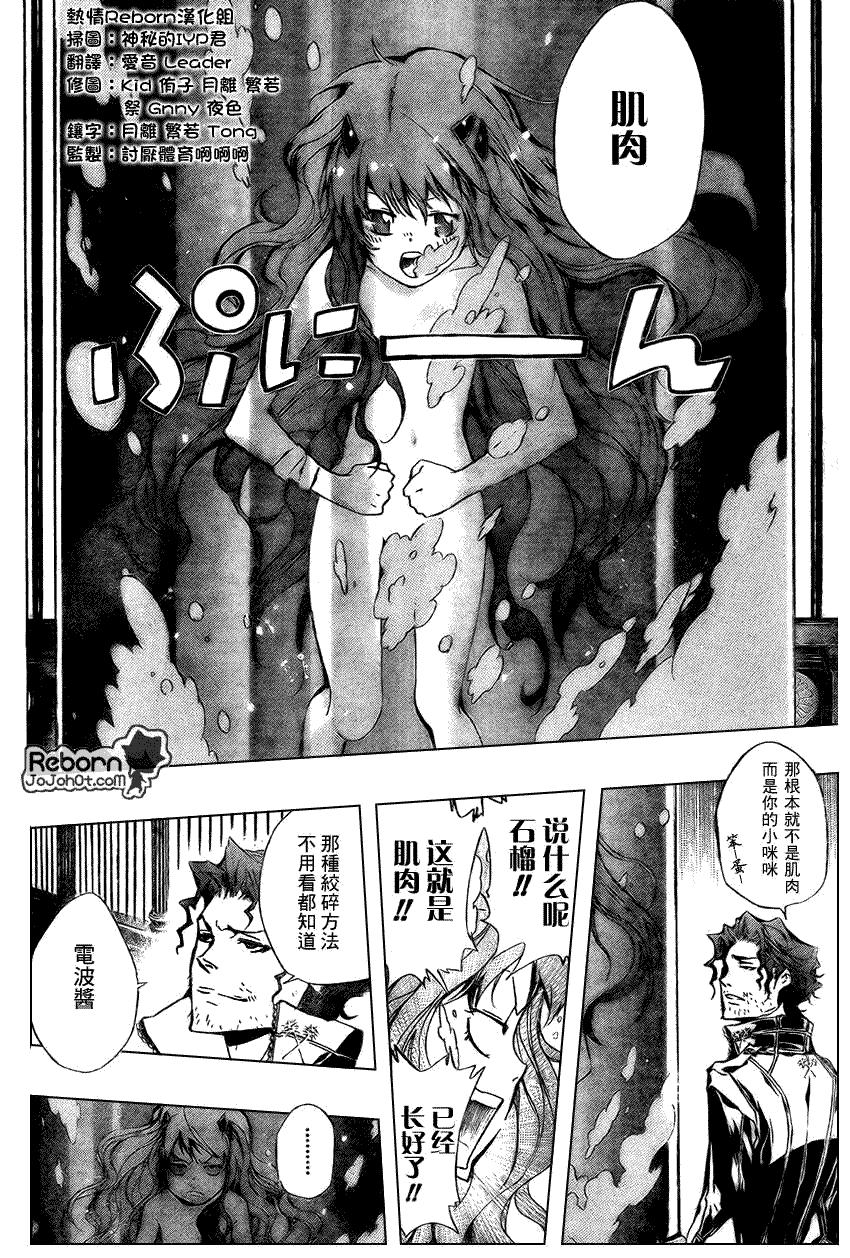 熱情Reborn漢化組
掃圖：神秘的IYD君
翻譯：愛音 Leader
修圖：Kid 侑子 月離 繁若
祭 Gnny 夜色
鑲字：月離 繁若 Tong
監製：討厭體育啊啊啊
肌肉
ぷにーん
Reborn
JoJoHot.com
那根本就不是肌肉
而是你的小咪咪
笨蛋
说什么呢
石榴!!
这就是
肌肉!!
已经
长好了!!
那種絞碎方法
不用看都知道
電波醬
………